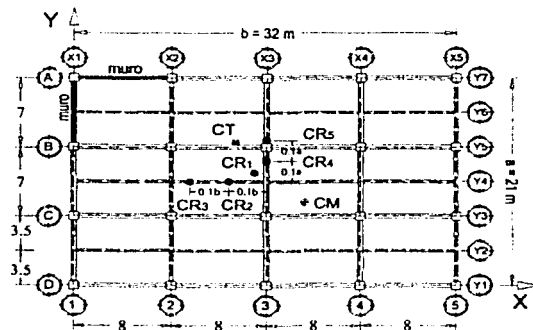 Y
b = 32 m
X1 X2 X3 X4 X5
A muro Y7
muro
7 Y6
CT CR5
B 0.1a Y5
CR1 CR4
7 0.1a Y4
0.1b 0.1b
CR3 CR2 CM
C Y3
3.5
Y2
3.5
D Y1
X
a = 21 m
1 2 3 4 5
8 8 8 8